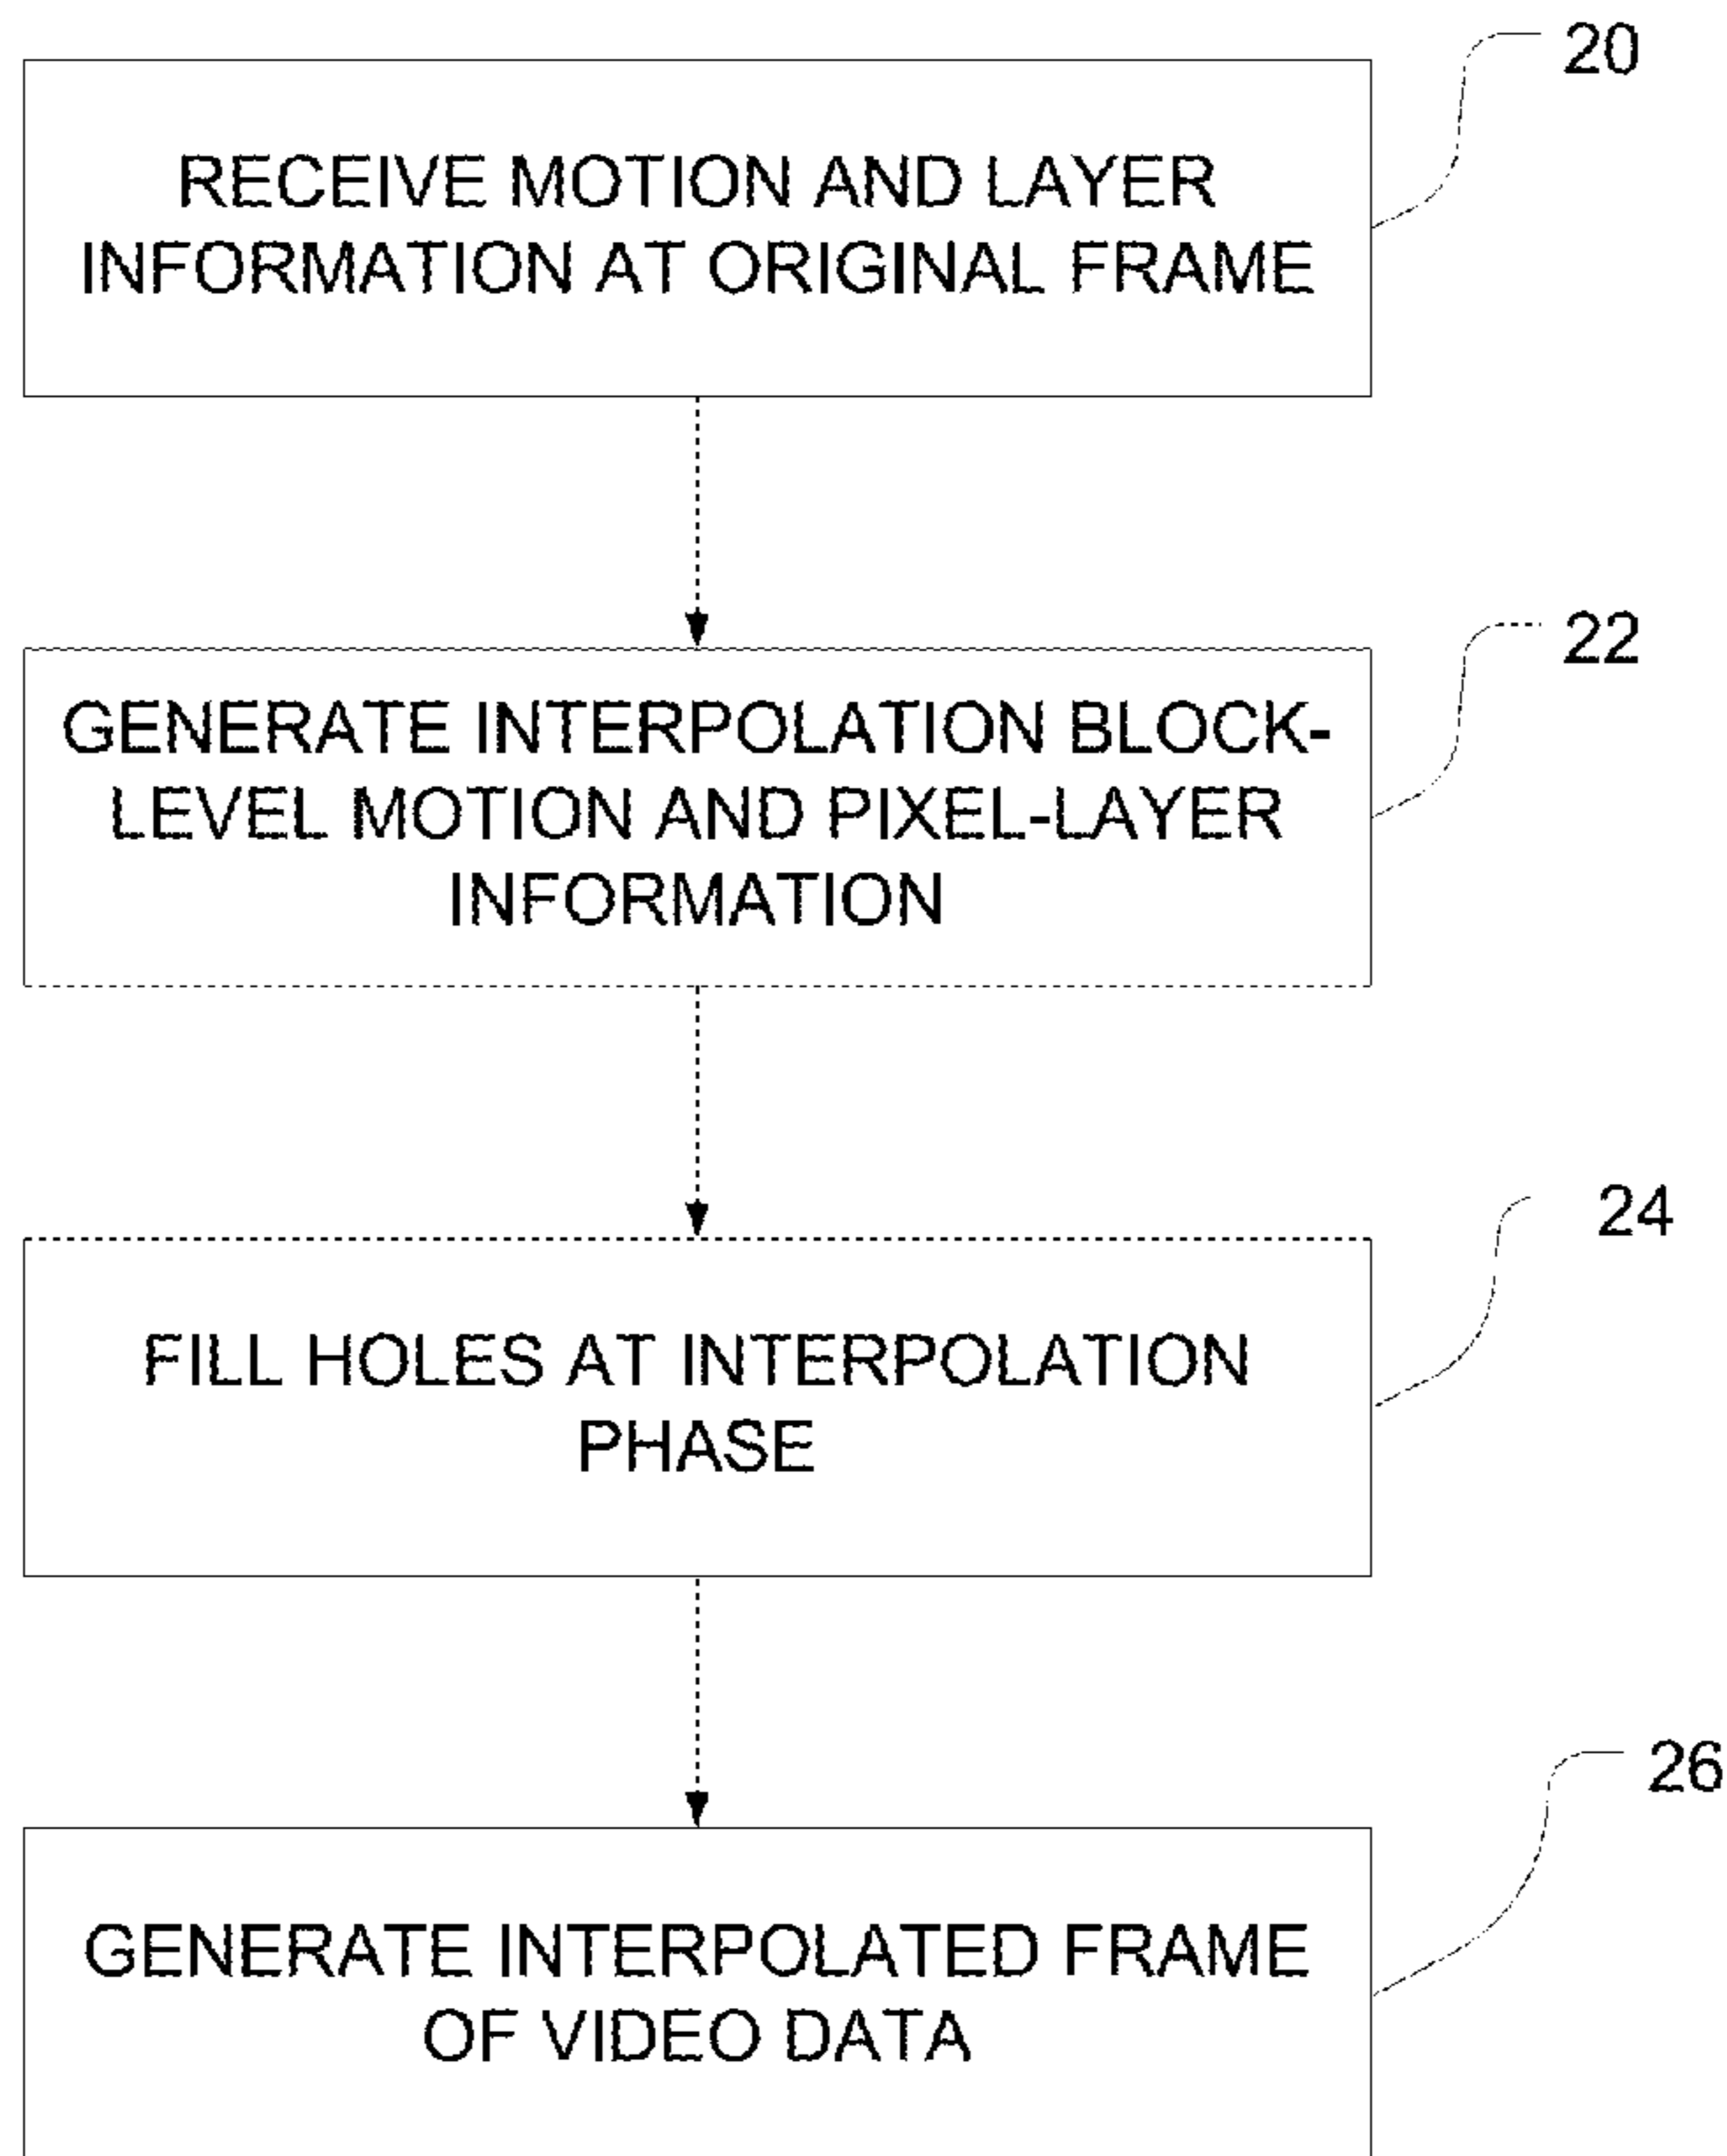 20
RECEIVE MOTION AND LAYER
INFORMATION AT ORIGINAL FRAME
22
GENERATE INTERPOLATION BLOCK-
LEVEL MOTION AND PIXEL-LAYER
INFORMATION
24
FILL HOLES AT INTERPOLATION
PHASE
26
GENERATE INTERPOLATED FRAME
OF VIDEO DATA